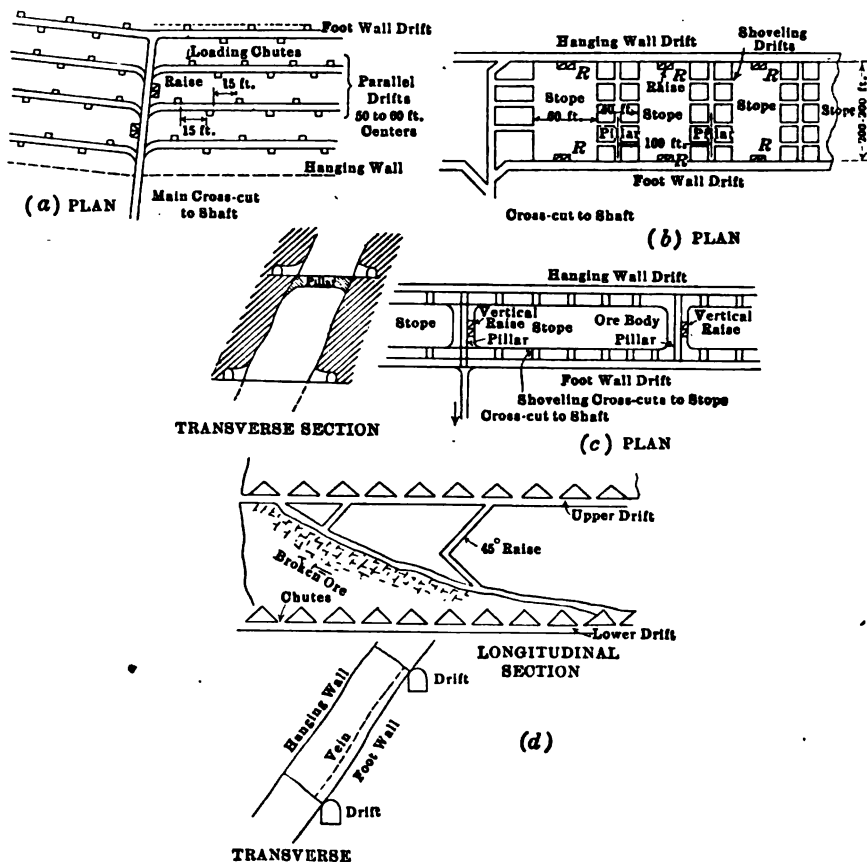 Foot Wall Drift
Loading Chutes
Raise
15 ft.
15 ft.
Parallel
Drifts
50 to 60 ft.
Centers
Hanging Wall
Main Cross-cut
to Shaft
(a) PLAN
Shoveling
Drifts
Hanging Wall Drift
R
R
R
Raise
Stope
Stope
Stope
Stope
60 ft.
Pillar
Pillar
100 ft.
R
R
R
200-300 ft.
Foot Wall Drift
Cross-cut to Shaft
(b) PLAN
Pillar
TRANSVERSE SECTION
Hanging Wall Drift
Stope
Vertical
Raise
Pillar
Stope
Ore Body
Pillar
Vertical
Raise
Foot Wall Drift
Shoveling Cross-cuts to Stope
Cross-cut to Shaft
(c) PLAN
Upper Drift
45° Raise
Broken Ore
Chutes
Lower Drift
LONGITUDINAL
SECTION
Hanging Wall
Vein
Foot Wall
Drift
Drift
(d)
TRANSVERSE